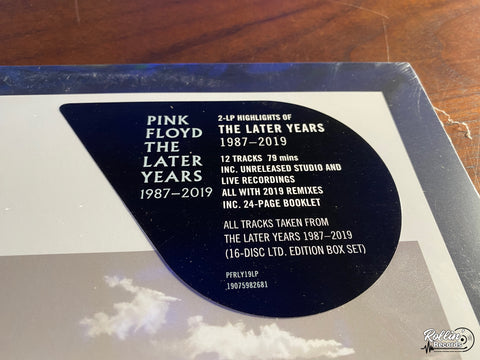 PINK
FLOYD
THE
LATER
YEARS
1987–2019
2-LP HIGHLIGHTS OF
THE LATER YEARS
1987-2019
12 TRACKS 79 mins
INC. UNRELEASED STUDIO AND
LIVE RECORDINGS
ALL WITH 2019 REMIXES
INC. 24-PAGE BOOKLET
ALL TRACKS TAKEN FROM
THE LATER YEARS 1987-2019
(16-DISC LTD. EDITION BOX SET)
PFRLY19LP
19075982681
Rollin'
Records